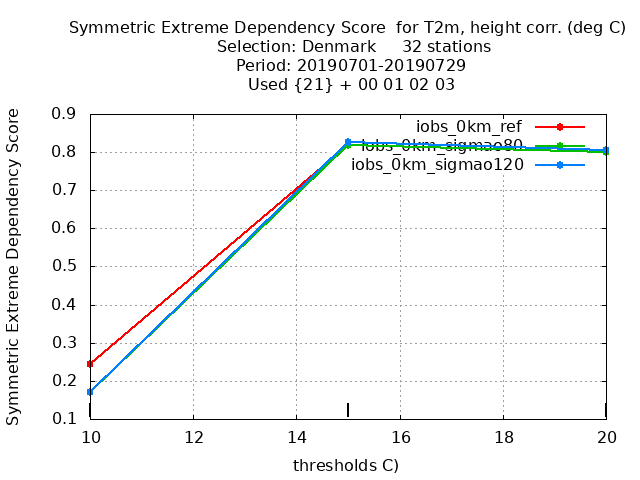 Symmetric Extreme Dependency Score  for T2m, height corr. (deg C)
Selection: Denmark     32 stations
Period: 20190701-20190729
Used {21} + 00 01 02 03
Symmetric Extreme Dependency Score
0.9
0.8
0.7
0.6
0.5
0.4
0.3
0.2
0.1
iobs_0km_ref
iobs_0km_sigmao80
iobs_0km_sigmao120
10 12 14 16 18 20
thresholds C)